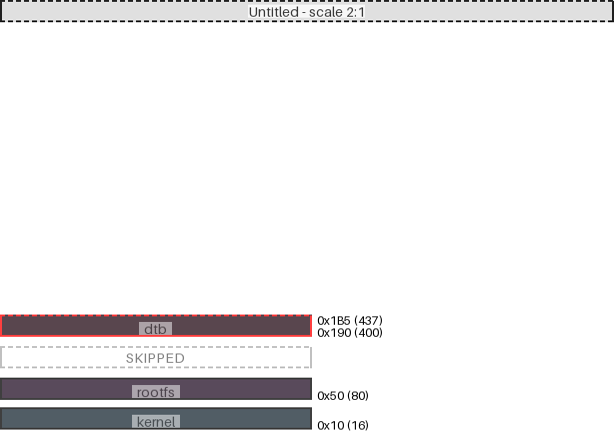 Untitled - scale 2:1
0x1B5 (437)
dtb
0x190 (400)
SKIPPED
rootfs
0x50 (80)
kernel
0x10 (16)